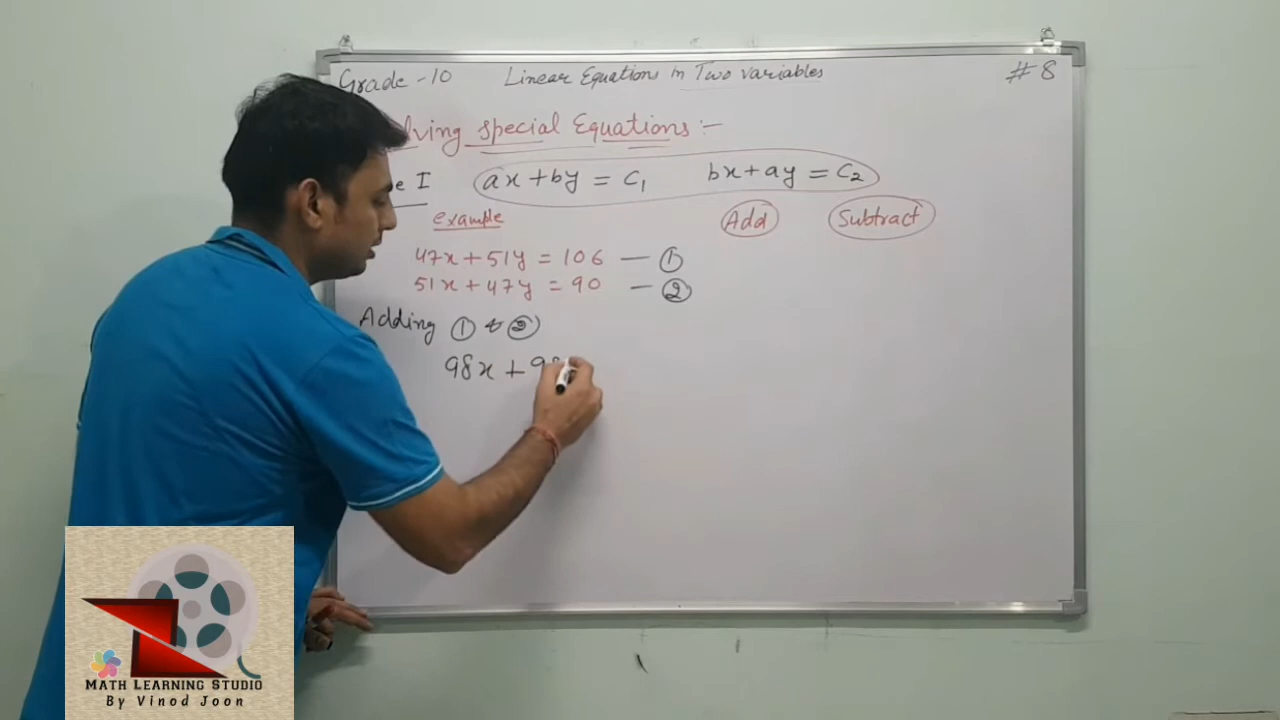 Grade - 10 Linear Equations in Two variables # 8
special Equations :-
I ax + by = C₁ bx + ay = C₂
example Add Subtract
47x + 51y = 106 — ①
51x + 47y = 90 — ②
Adding ① & ②
98x + 98
MATH LEARNING STUDIO
By Vinod Joon